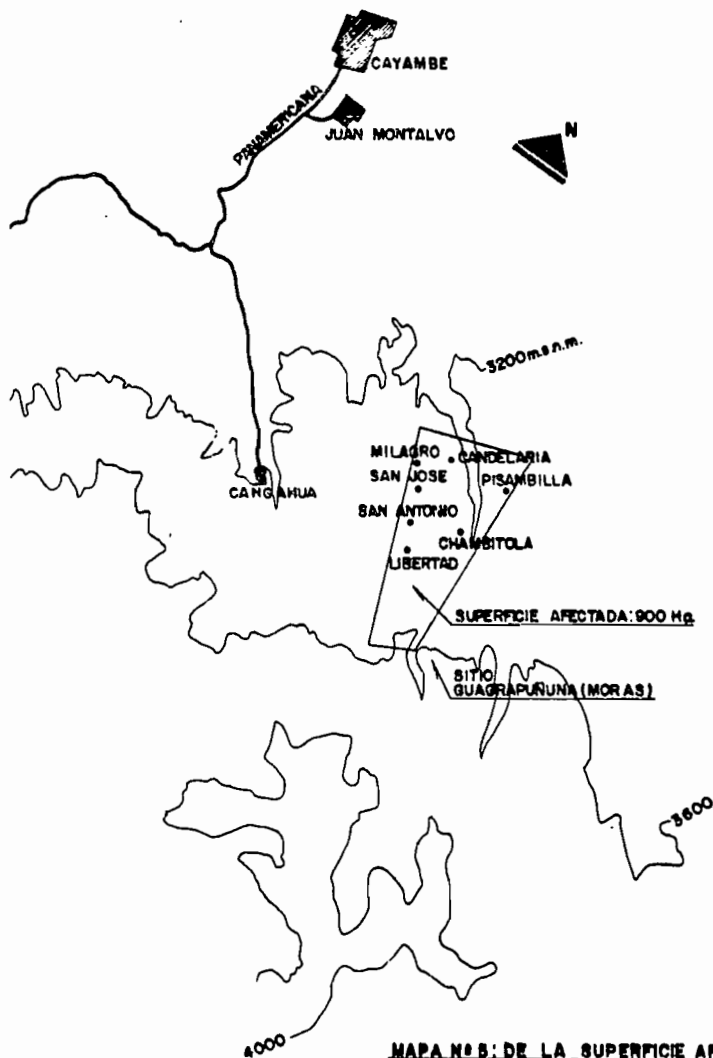 CAYAMBE
PANAMERICANA
JUAN MONTALVO
N
3200 m.s.n.m.
MILAGRO
CANDELARIA
SAN JOSE
PISAMBILLA
CANGAHUA
SAN ANTONIO
CHAMBITOLA
LIBERTAD
SUPERFICIE AFECTADA: 900 Ha
SITIO
GUAGRAPUÑUNA (MORAS)
3600
4000
MAPA Nº 5: DE LA SUPERFICIE